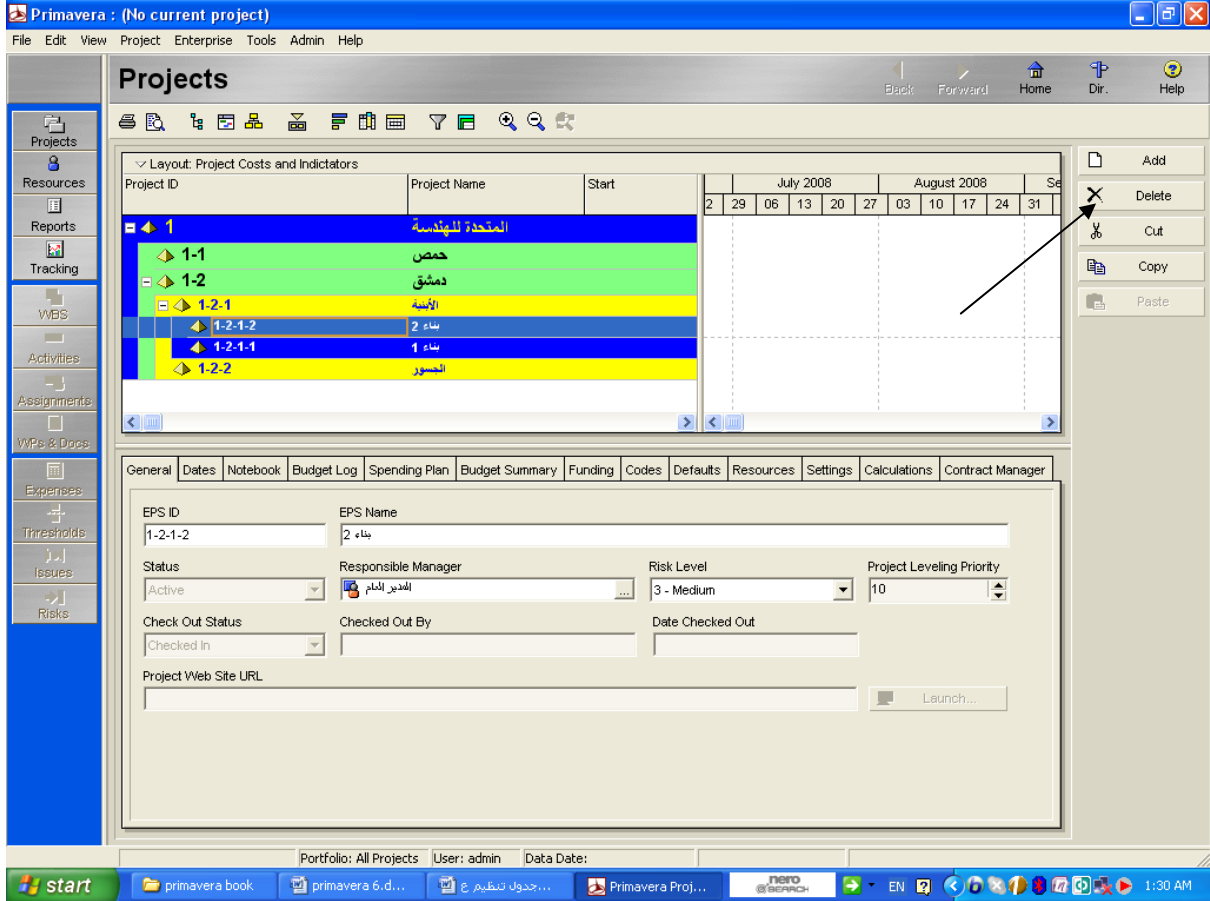 Primavera : (No current project)
File Edit View Project Enterprise Tools Admin Help
Projects
Back Forward Home Dir. Help
Projects
Resources
Reports
Tracking
WBS
Activities
Assignments
WPs & Docs
Expenses
Thresholds
Issues
Risks
Layout: Project Costs and Indictators
Project ID Project Name Start
July 2008 August 2008 Se
2 29 06 13 20 27 03 10 17 24 31
1 المتحدة للهندسة
1-1 حمص
1-2 دمشق
1-2-1 الأبنية
1-2-1-2 بناء 2
1-2-1-1 بناء 1
1-2-2 الجسور
Add
Delete
Cut
Copy
Paste
General Dates Notebook Budget Log Spending Plan Budget Summary Funding Codes Defaults Resources Settings Calculations Contract Manager
EPS ID EPS Name
1-2-1-2 بناء 2
Status Responsible Manager Risk Level Project Leveling Priority
Active المدير العام ... 3 - Medium 10
Check Out Status Checked Out By Date Checked Out
Checked In
Project Web Site URL
Launch...
Portfolio: All Projects User: admin Data Date:
start primavera book primavera 6.d... جدول تنظيم ع... Primavera Proj... nero SEARCH EN 1:30 AM